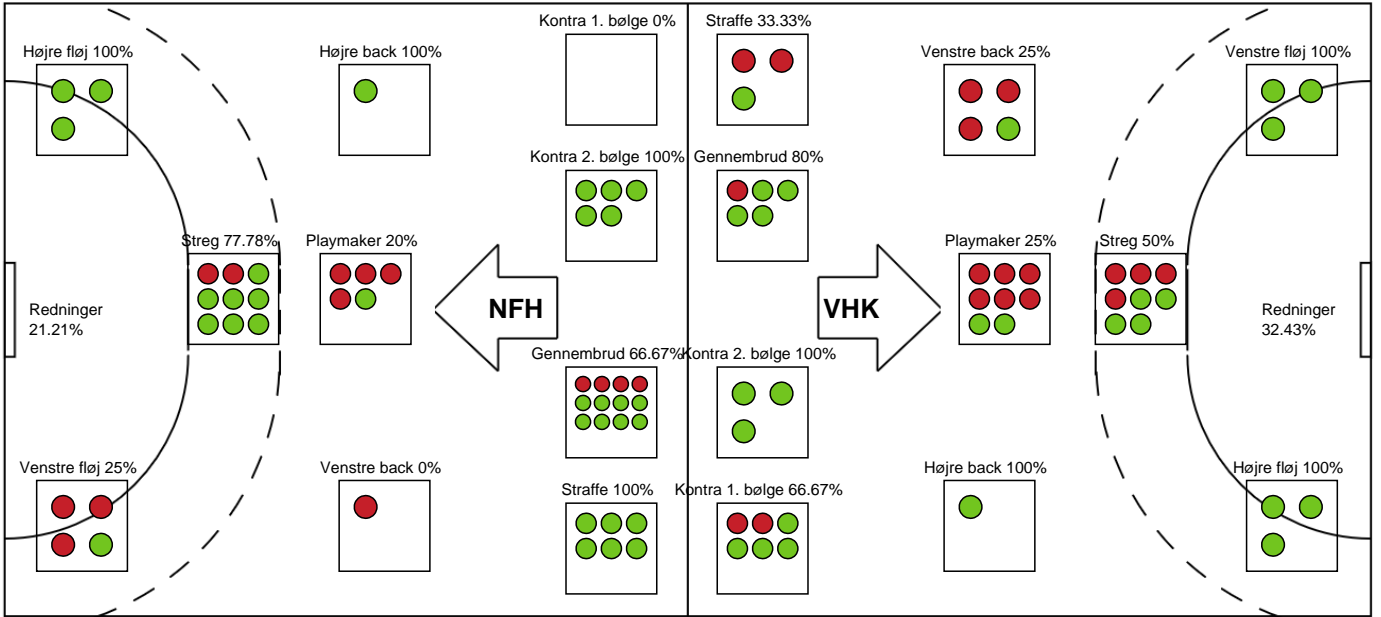 Kontra 1. bølge 0%
Straffe 33.33%
Højre fløj 100%
Højre back 100%
Venstre back 25%
Venstre fløj 100%
Kontra 2. bølge 100%
Gennembrud 80%
Streg 77.78%
Playmaker 20%
Playmaker 25%
Streg 50%
Redninger
21.21%
NFH
VHK
Redninger
32.43%
Gennembrud 66.67%
Kontra 2. bølge 100%
Venstre fløj 25%
Venstre back 0%
Straffe 100%
Kontra 1. bølge 66.67%
Højre back 100%
Højre fløj 100%